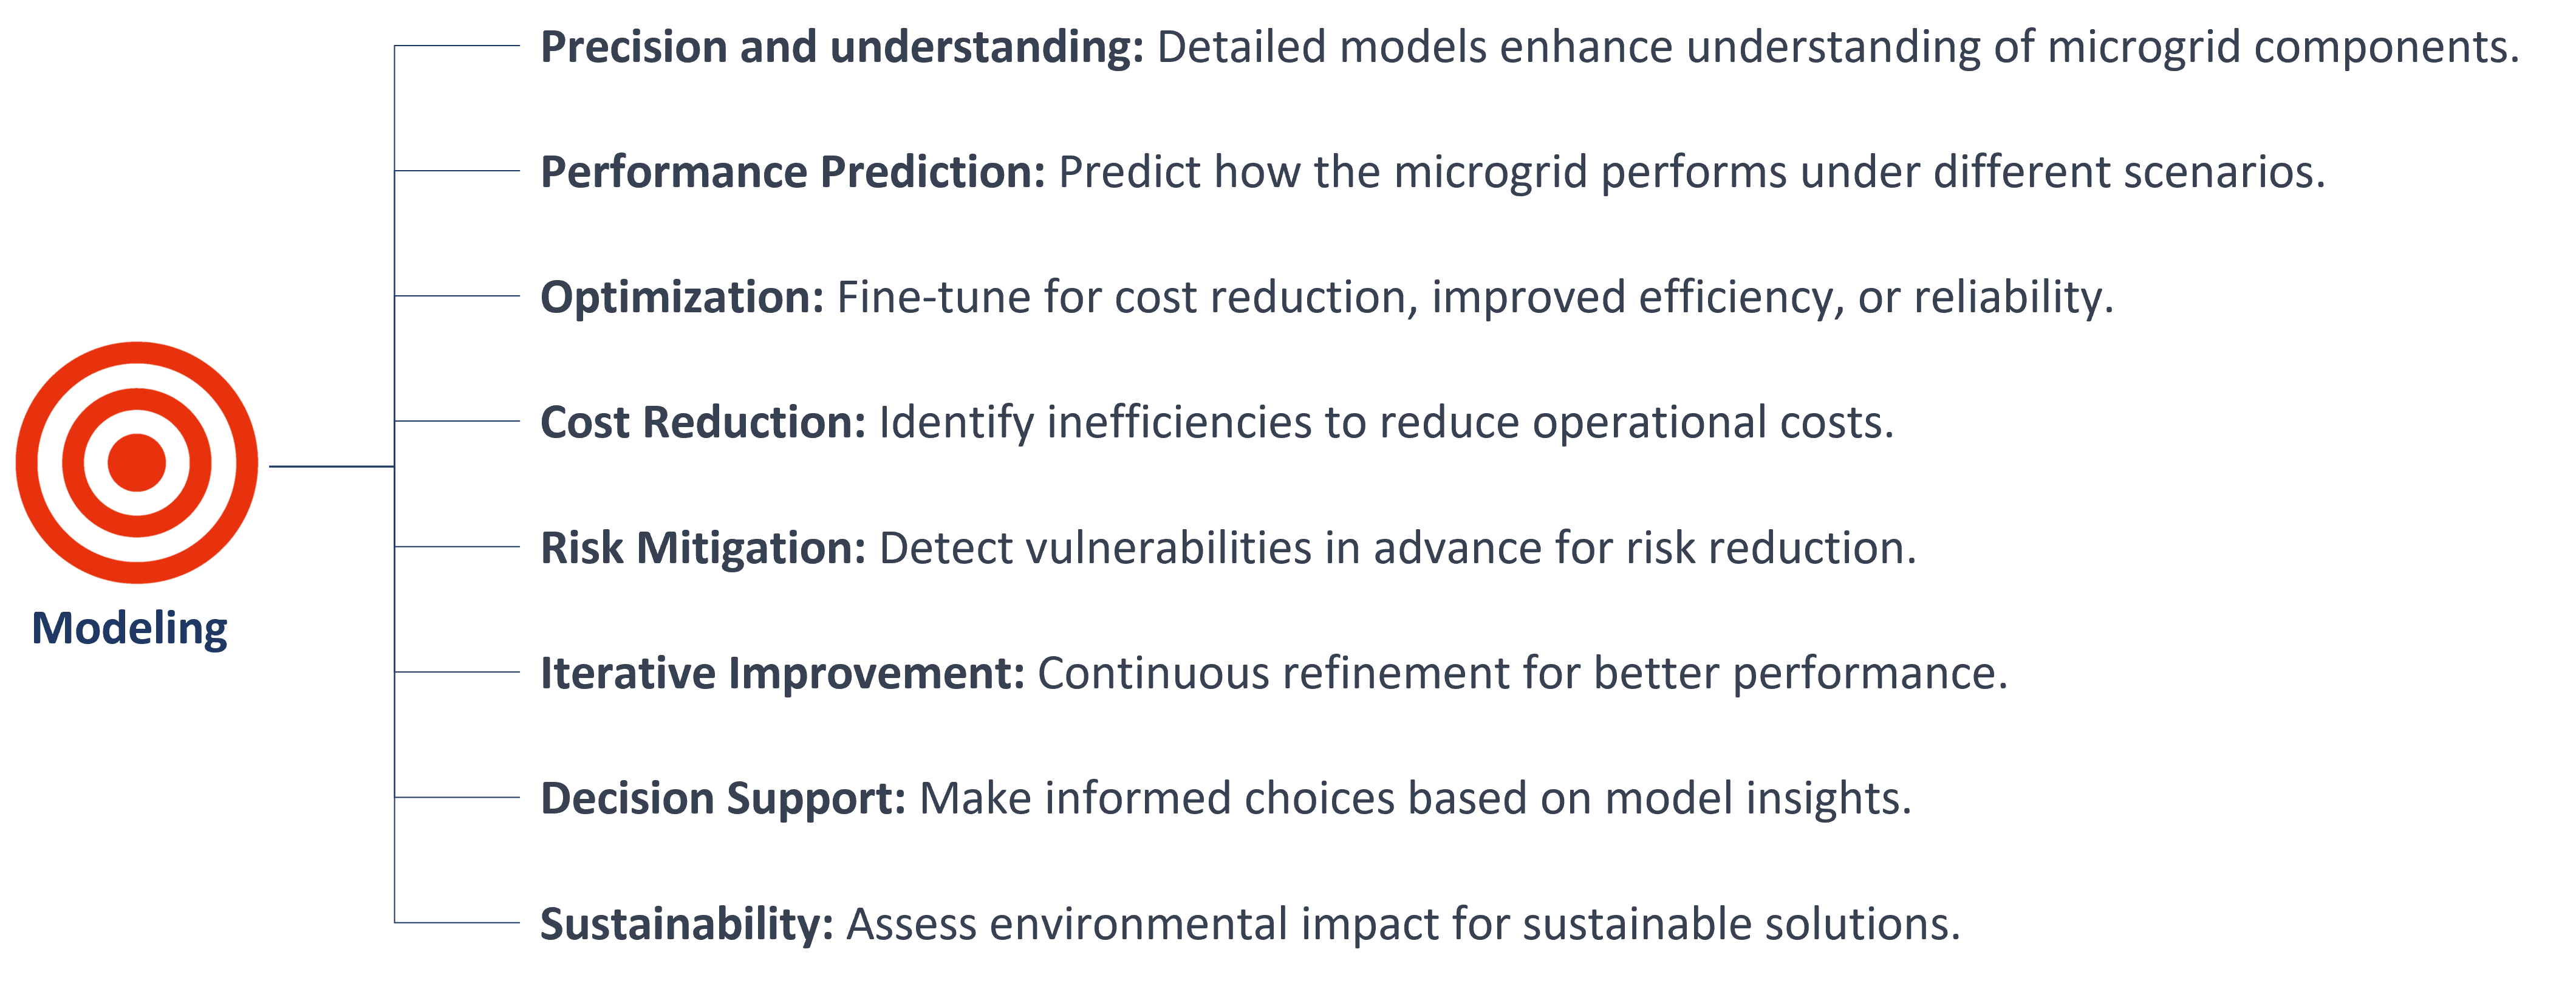 Precision and understanding: Detailed models enhance understanding of microgrid components.
Performance Prediction: Predict how the microgrid performs under different scenarios.
Optimization: Fine-tune for cost reduction, improved efficiency, or reliability.
Cost Reduction: Identify inefficiencies to reduce operational costs.
Risk Mitigation: Detect vulnerabilities in advance for risk reduction.
Modeling
Iterative Improvement: Continuous refinement for better performance.
Decision Support: Make informed choices based on model insights.
Sustainability: Assess environmental impact for sustainable solutions.